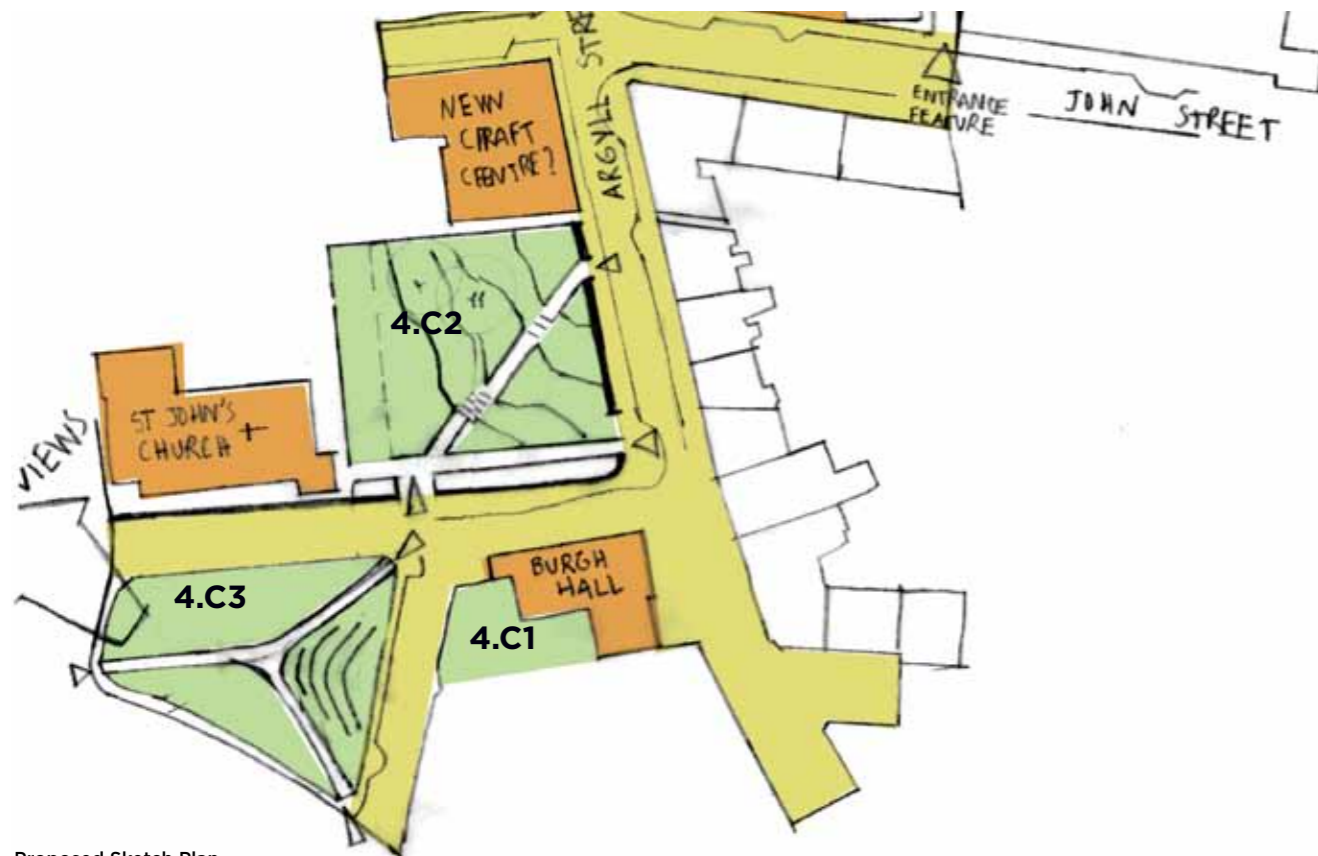 ARGYLL STRE
ENTRANCE
FEATURE
JOHN STREET
NEW
CRAFT
CENTRE?
4.C2
ST JOHN'S
CHURCH +
VIEWS
BURGH
HALL
4.C3
4.C1
Proposed Sketch Plan